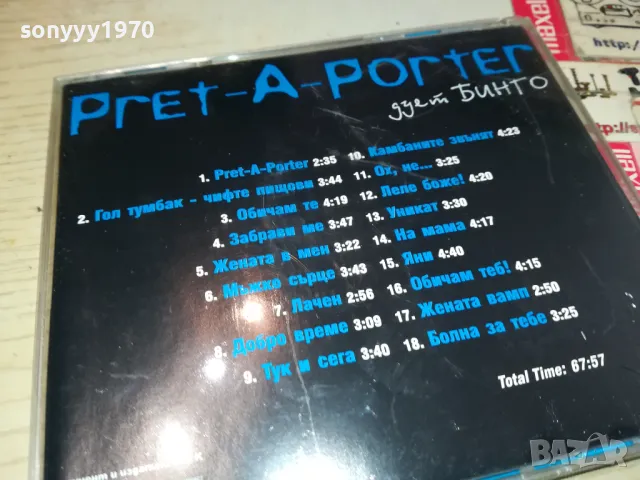 sonyyy1970
Pret-A-Porter
дует БИНГО
1. Pret-A-Porter 2:35
2. Гол тумбак - чифте пищови 3:44
3. Обичам те 4:19
4. Забрави ме 3:47
5. Жената в мен 3:22
6. Мъжко сърце 3:43
7. Пачен 2:56
8. Добро време 3:09
9. Тук и сега 3:40
10. Камбаните звънят 4:23
11. Ох, не... 3:25
12. Леле боже! 4:20
13. Уникат 3:30
14. На мама 4:17
15. Яни 4:40
16. Обичам теб! 4:15
17. Жената вамп 2:50
18. Болна за тебе 3:25
Total Time: 67:57
maxell
http://
BAZAR.bg